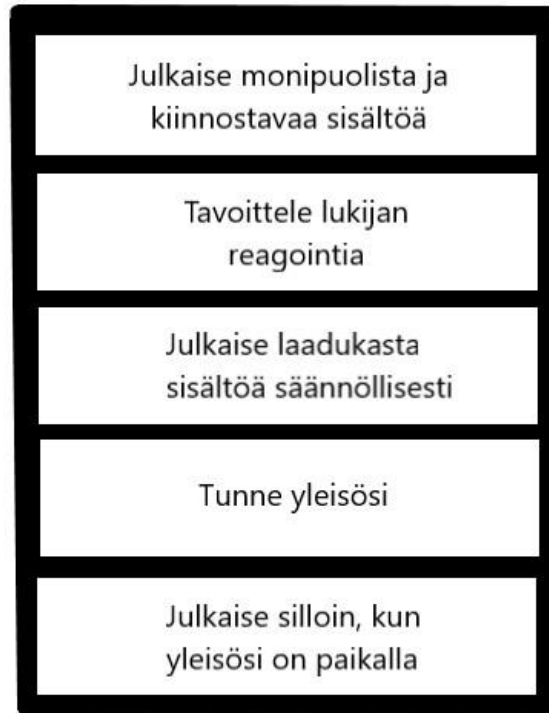 Julkaise monipuolista ja
kiinnostavaa sisältöä
Tavoittele lukijan
reagointia
Julkaise laadukasta
sisältöä säännöllisesti
Tunne yleisösi
Julkaise silloin, kun
yleisösi on paikalla